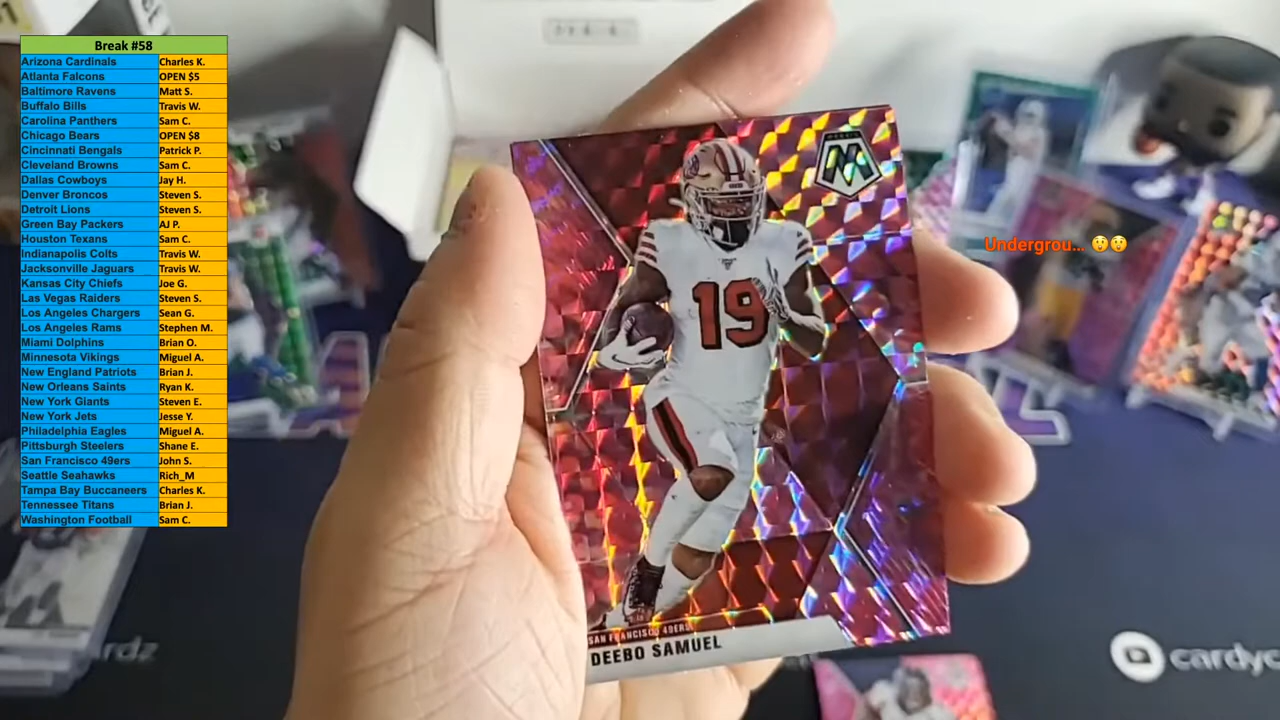 Break #58
Arizona Cardinals Charles K.
Atlanta Falcons OPEN $5
Baltimore Ravens Matt S.
Buffalo Bills Travis W.
Carolina Panthers Sam C.
Chicago Bears OPEN $8
Cincinnati Bengals Patrick P.
Cleveland Browns Sam C.
Dallas Cowboys Jay H.
Denver Broncos Steven S.
Detroit Lions Steven S.
Green Bay Packers AJ P.
Houston Texans Sam C.
Indianapolis Colts Travis W.
Jacksonville Jaguars Travis W.
Kansas City Chiefs Joe G.
Las Vegas Raiders Steven S.
Los Angeles Chargers Sean G.
Los Angeles Rams Stephen M.
Miami Dolphins Brian O.
Minnesota Vikings Miguel A.
New England Patriots Brian J.
New Orleans Saints Ryan K.
New York Giants Steven E.
New York Jets Jesse Y.
Philadelphia Eagles Miguel A.
Pittsburgh Steelers Shane E.
San Francisco 49ers John S.
Seattle Seahawks Rich_M
Tampa Bay Buccaneers Charles K.
Tennessee Titans Brian J.
Washington Football Sam C.
M
19
Undergrou... 😲😲
SAN FRANCISCO 49ERS
DEEBO SAMUEL
rdz
cardyc